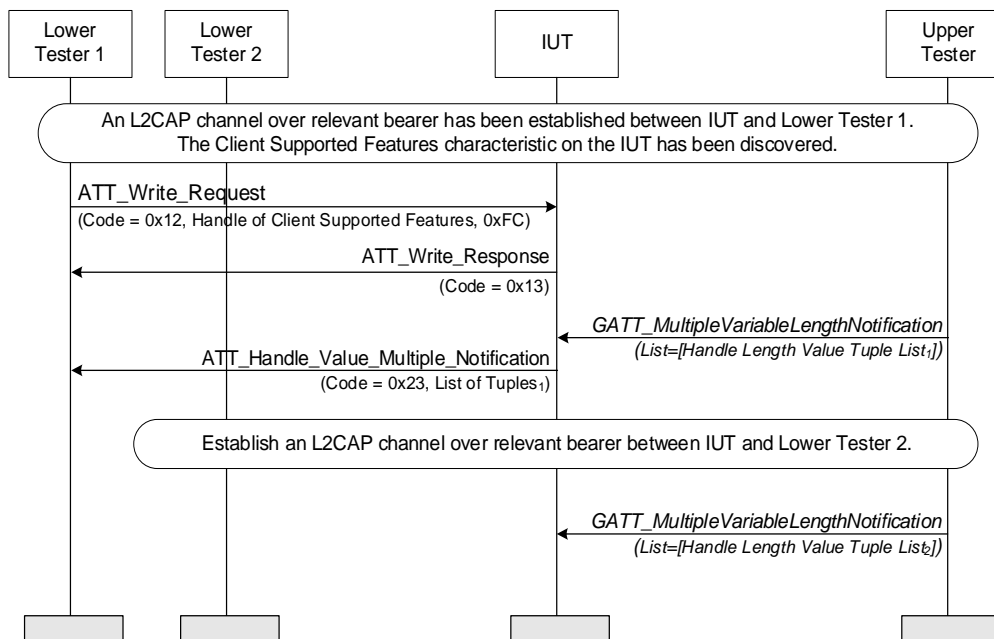 Lower
Tester 1
Lower
Tester 2
IUT
Upper
Tester
An L2CAP channel over relevant bearer has been established between IUT and Lower Tester 1.
The Client Supported Features characteristic on the IUT has been discovered.
ATT_Write_Request
(Code = 0x12, Handle of Client Supported Features, 0xFC)
ATT_Write_Response
(Code = 0x13)
GATT_MultipleVariableLengthNotification
(List=[Handle Length Value Tuple List₁])
ATT_Handle_Value_Multiple_Notification
(Code = 0x23, List of Tuples₁)
Establish an L2CAP channel over relevant bearer between IUT and Lower Tester 2.
GATT_MultipleVariableLengthNotification
(List=[Handle Length Value Tuple List₂])